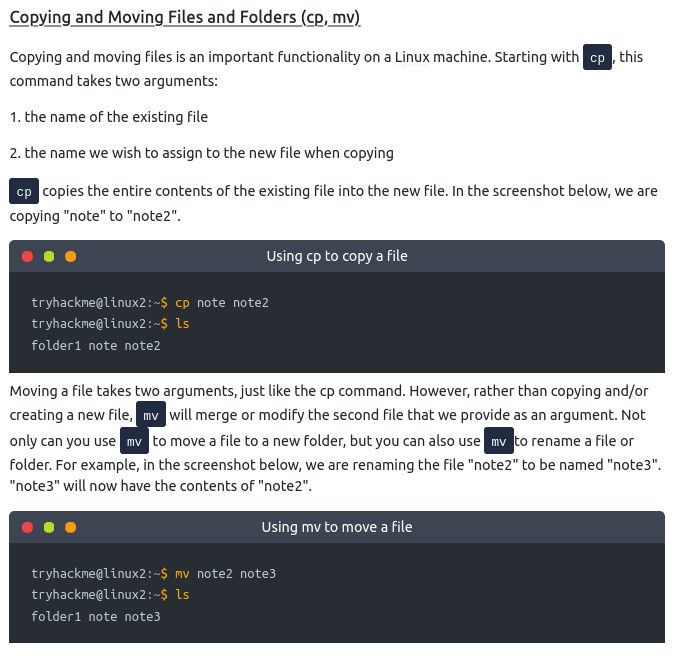 Copying and Moving Files and Folders (cp, mv)
Copying and moving files is an important functionality on a Linux machine. Starting with cp, this
command takes two arguments:
1. the name of the existing file
2. the name we wish to assign to the new file when copying
cp copies the entire contents of the existing file into the new file. In the screenshot below, we are
copying "note" to "note2".
Using cp to copy a file
tryhackme@linux2:~$ cp note note2
tryhackme@linux2:~$ ls
folder1 note note2
Moving a file takes two arguments, just like the cp command. However, rather than copying and/or
creating a new file, mv will merge or modify the second file that we provide as an argument. Not
only can you use mv to move a file to a new folder, but you can also use mv to rename a file or
folder. For example, in the screenshot below, we are renaming the file "note2" to be named "note3".
"note3" will now have the contents of "note2".
Using mv to move a file
tryhackme@linux2:~$ mv note2 note3
tryhackme@linux2:~$ ls
folder1 note note3